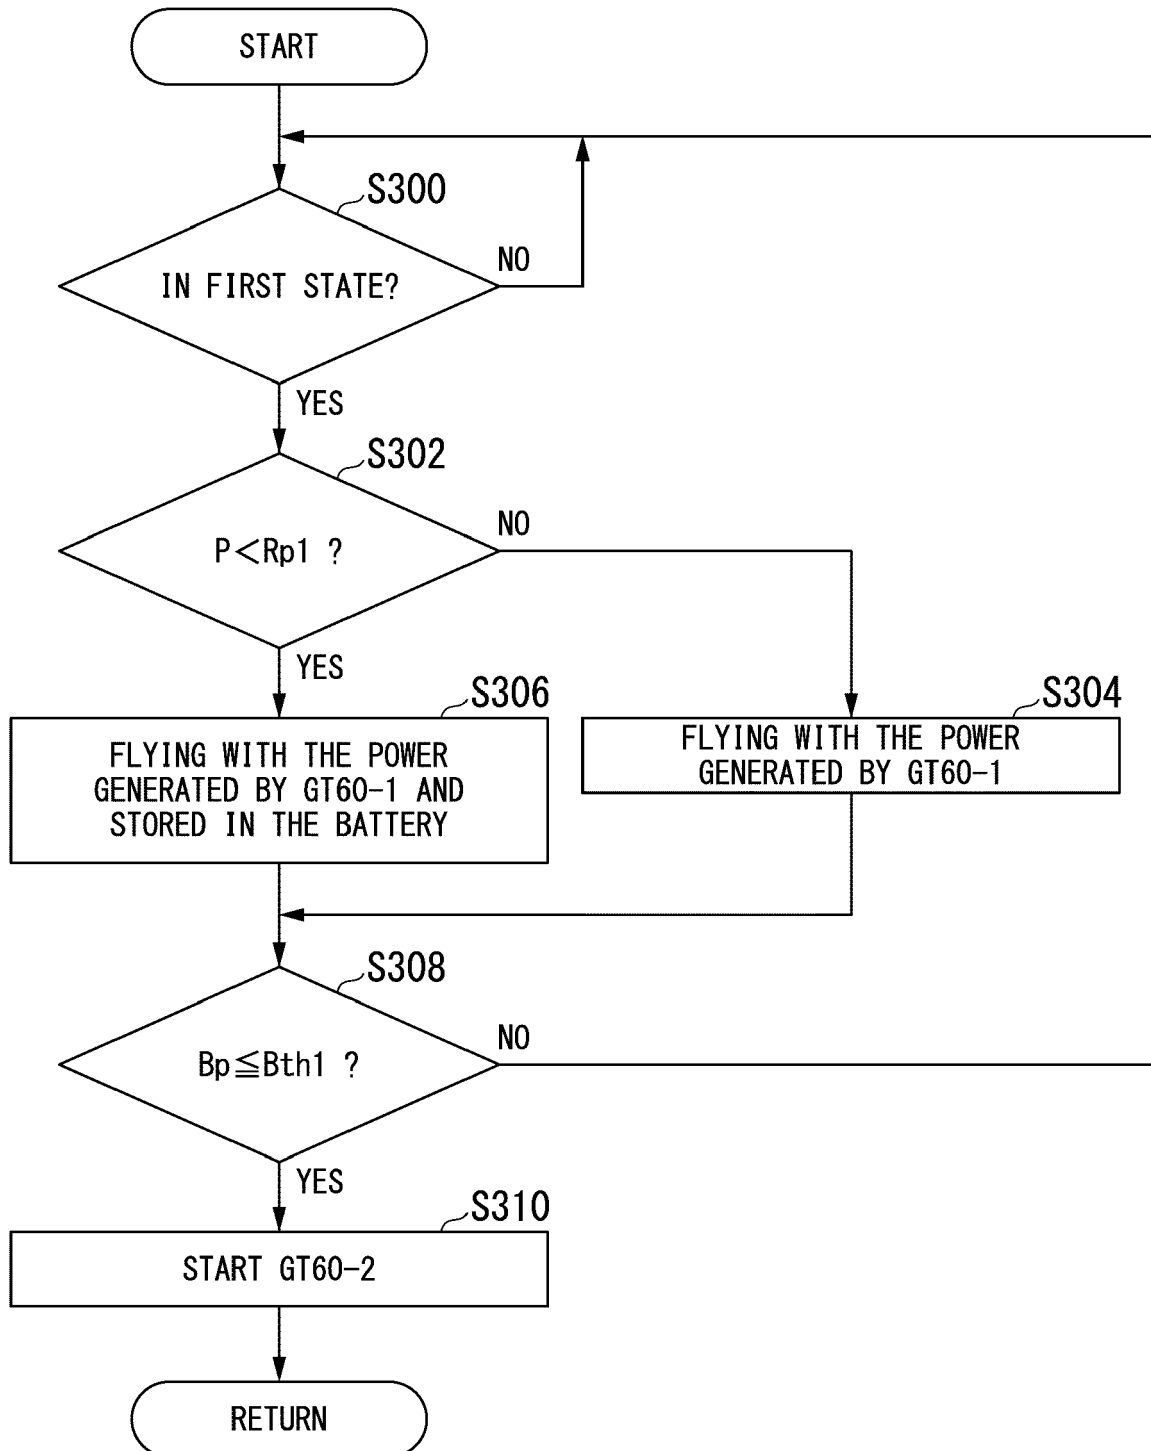 START
S300
IN FIRST STATE?
NO
YES
S302
P<Rp1 ?
NO
YES
S306
FLYING WITH THE POWER
GENERATED BY GT60-1 AND
STORED IN THE BATTERY
S304
FLYING WITH THE POWER
GENERATED BY GT60-1
S308
Bp≦Bth1 ?
NO
YES
S310
START GT60-2
RETURN